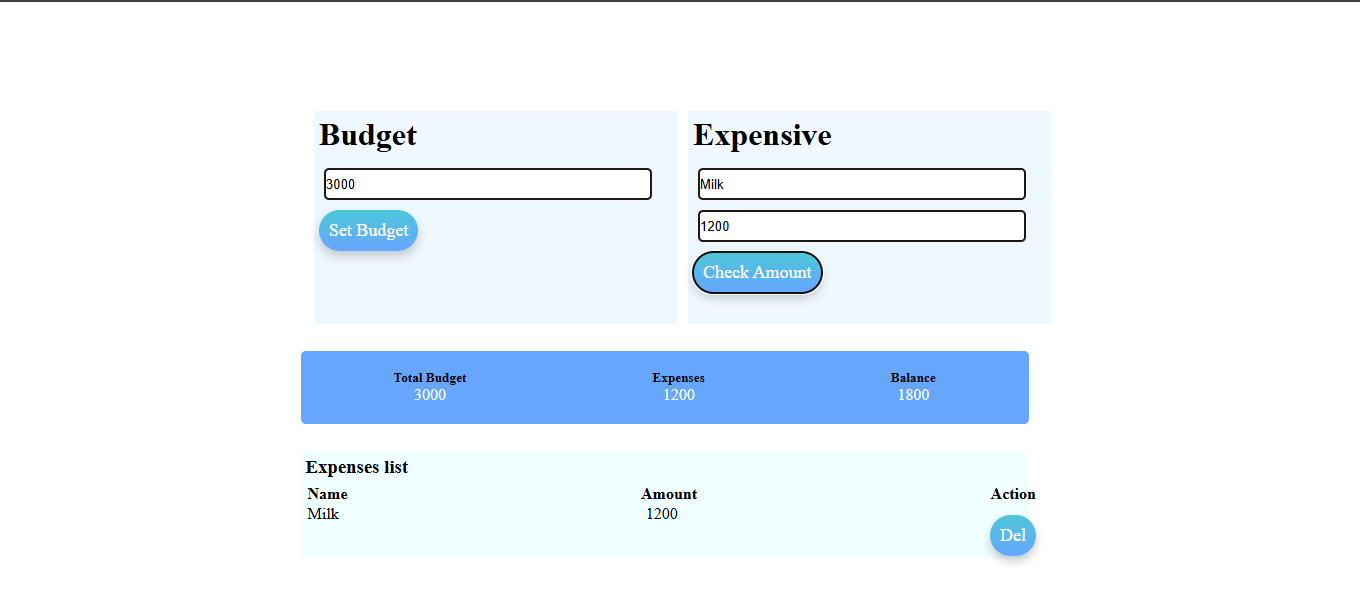 Budget
3000
Set Budget
Expensive
Milk
1200
Check Amount
Total Budget Expenses Balance
3000 1200 1800
Expenses list
Name Amount Action
Milk 1200 Del